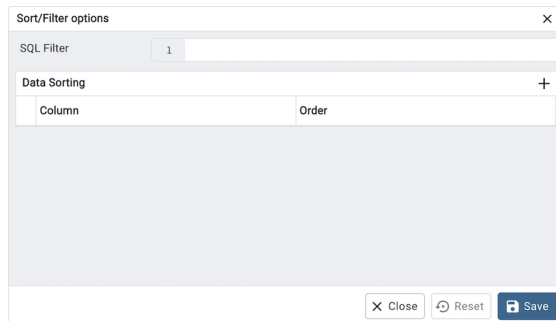 Sort/Filter options
SQL Filter
1
Data Sorting
Column Order
Close Reset Save